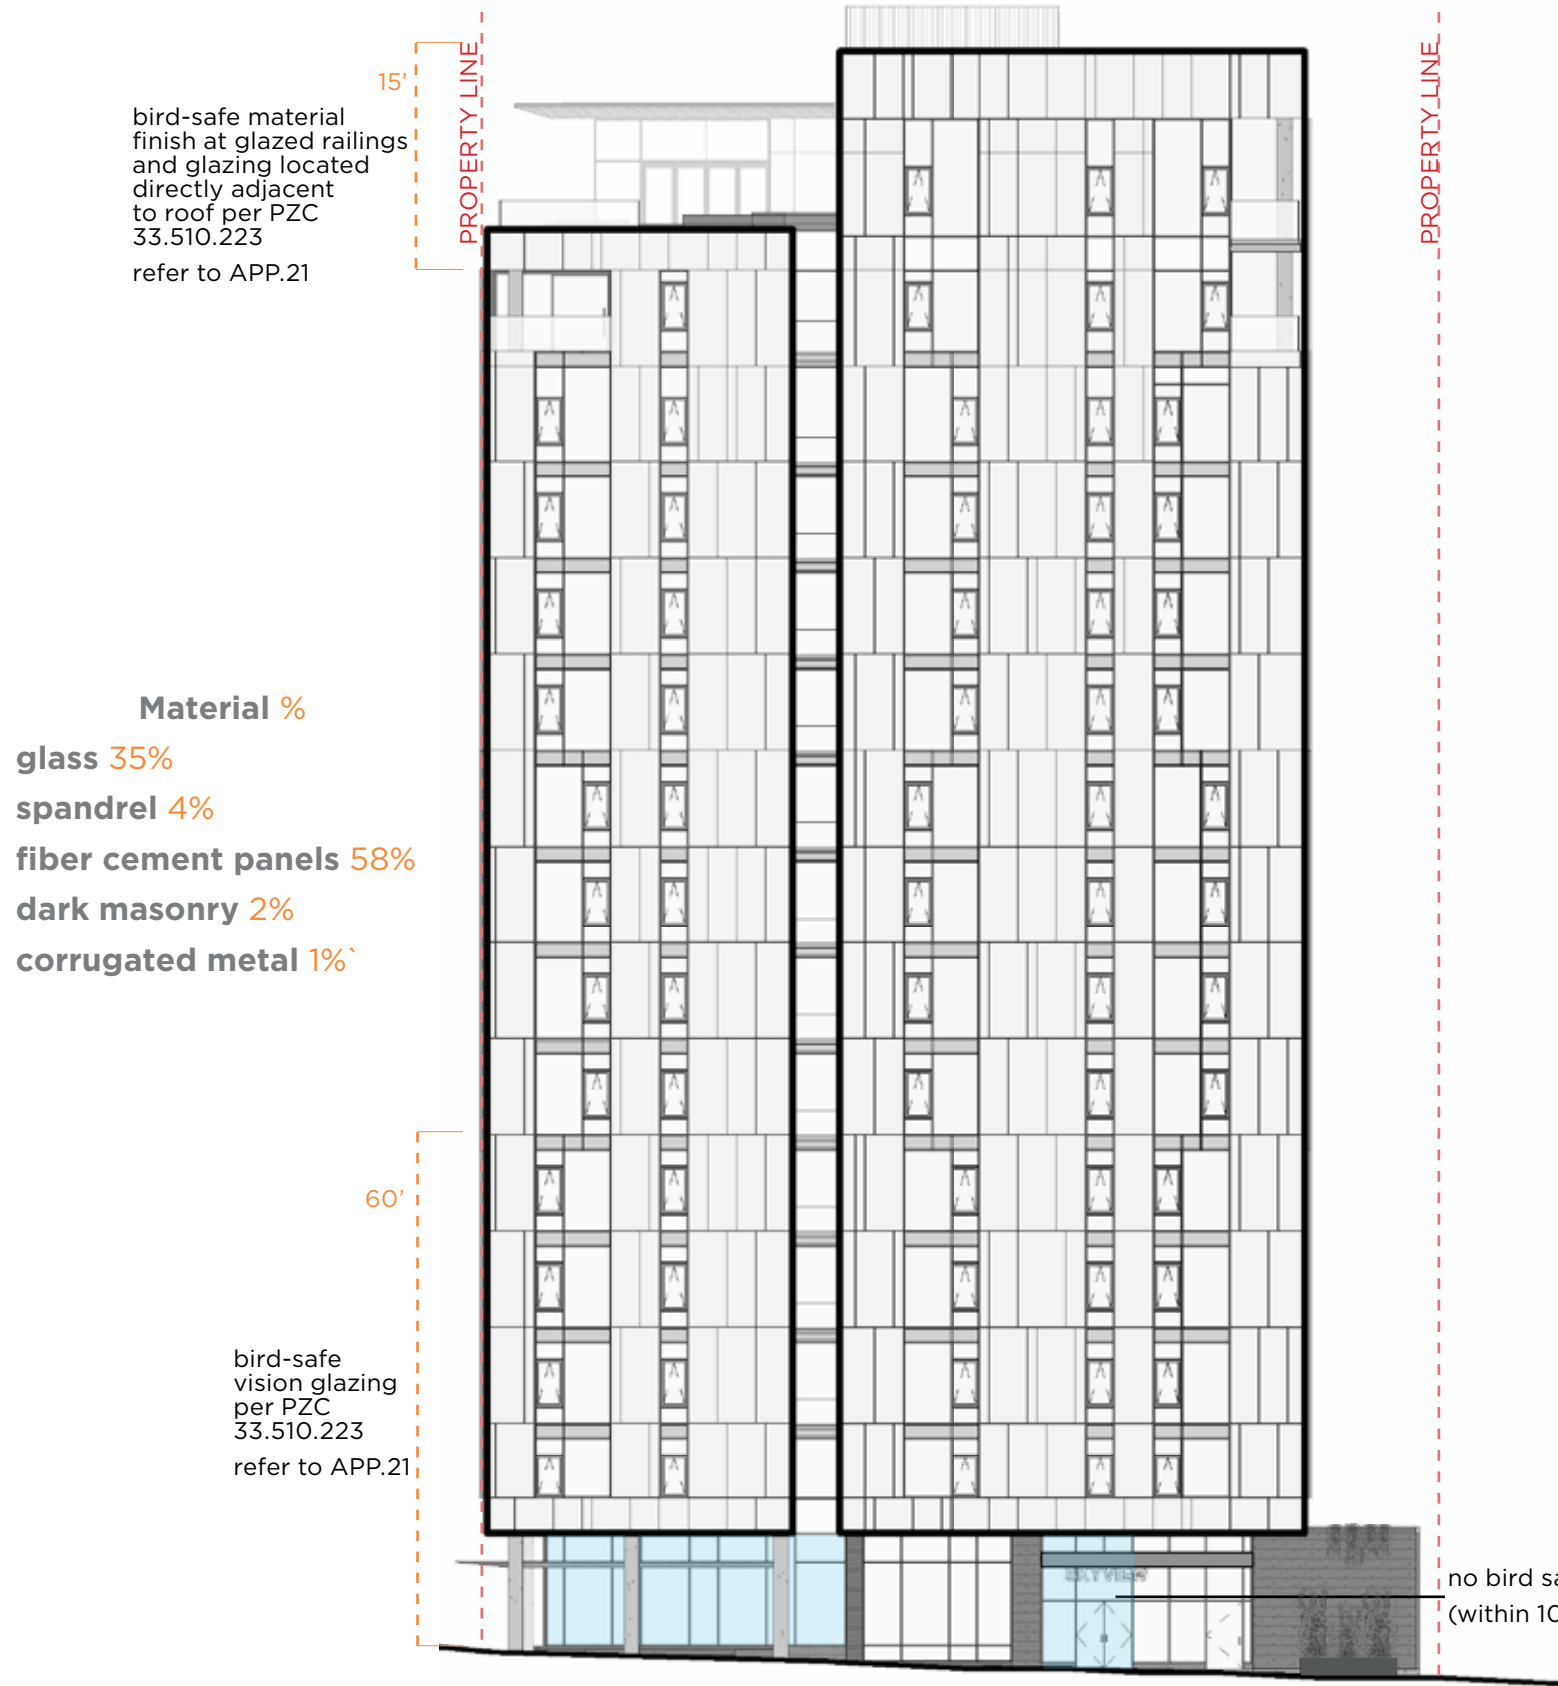 15’
PROPERTY LINE
PROPERTY LINE
bird-safe material
finish at glazed railings
and glazing located
directly adjacent
to roof per PZC
33.510.223
refer to APP.21
Material %
glass 35%
spandrel 4%
fiber cement panels 58%
dark masonry 2%
corrugated metal 1%`
60’
bird-safe
vision glazing
per PZC
33.510.223
refer to APP.21
SKYVIEW
no bird sa
(within 10